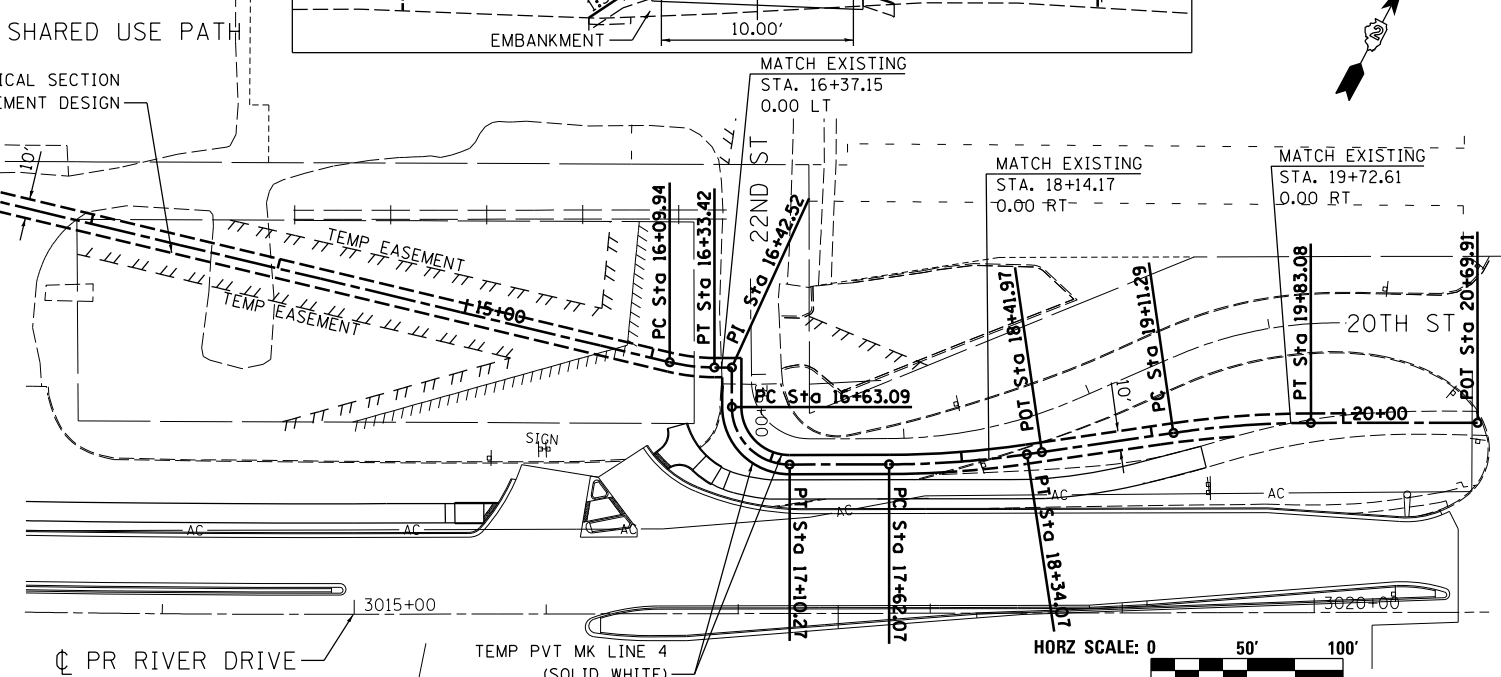 SHARED USE PATH
EMBANKMENT
10.00'
2
ICAL SECTION
EMENT DESIGN
MATCH EXISTING
STA. 16+37.15
0.00 LT
MATCH EXISTING
STA. 18+14.17
0.00 RT
MATCH EXISTING
STA. 19+72.61
0.00 RT
10'
TEMP EASEMENT
TEMP EASEMENT
+15+00
PC Sta 16+09.94
PT Sta 16+33.42
PI Sta 16+42.52
22ND ST
PC Sta 16+63.09
00+
POT Sta 18+41.97
10'
PC Sta 19+11.29
PT Sta 19+83.08
20TH ST
POT Sta 20+69.91
20+00
SIGN
PT Sta 17+10.27
PC Sta 17+62.07
PT Sta 18+34.07
AC
AC
AC
AC
AC
AC
3015+00
3020+00
℄ PR RIVER DRIVE
TEMP PVT MK LINE 4
(SOLID WHITE)
HORZ SCALE: 0 50' 100'